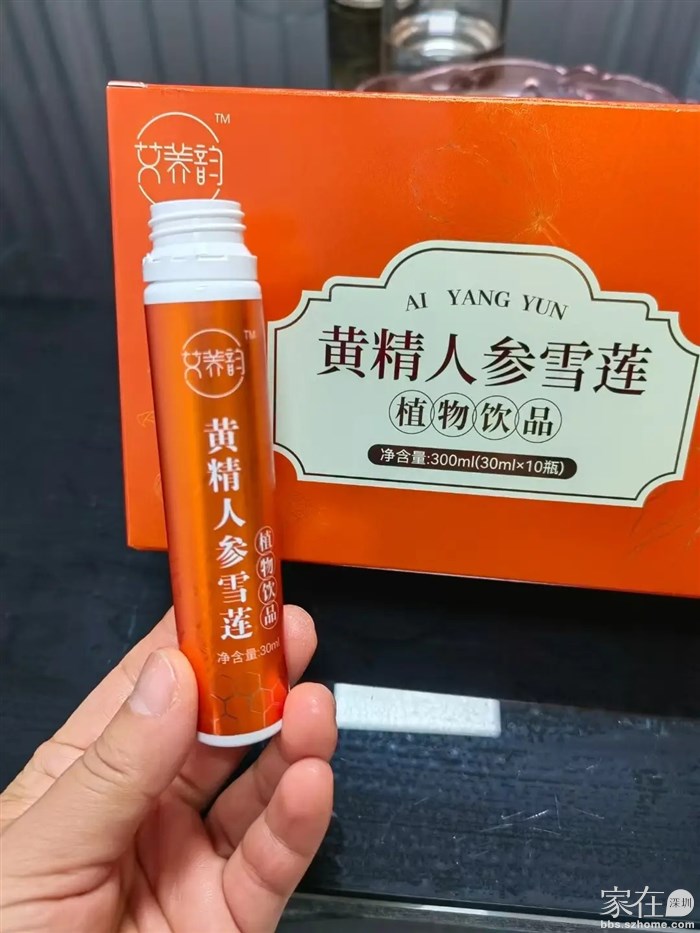 艾养韵
TM
AI YANG YUN
黄精人参雪莲
植物饮品
净含量:300ml(30ml×10瓶)
艾养韵
TM
黄精人参雪莲
植物饮品
净含量:30ml
家在深圳
bbs.szhome.com